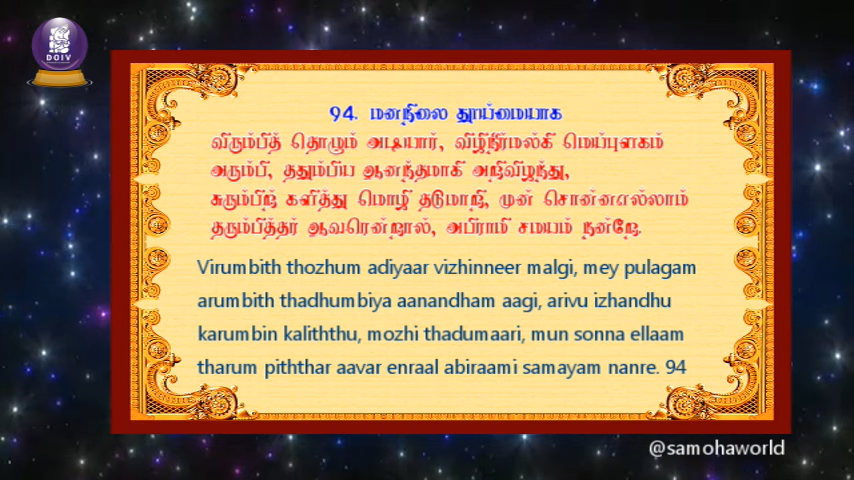 DOIV
94. மனநிலை தூய்மையாக
விரும்பித் தொழும் அடியார், விழிநீர்மல்கி மெய்புளகம்
அரும்பி, ததும்பிய ஆனந்தமாகி அறிவிழந்து,
சுரும்பிற் களித்து மொழி தடுமாறி, முன் சொன்னஎல்லாம்
தரும்பித்தர் ஆவரென்றால், அபிராமி சமயம் நன்றே.
Virumbith thozhum adiyaar vizhinneer malgi, mey pulagam
arumbith thadhumbiya aanandham aagi, arivu izhandhu
karumbin kaliththu, mozhi thadumaari, mun sonna ellaam
tharum piththar aavar enraal abiraami samayam nanre. 94
@samohaworld